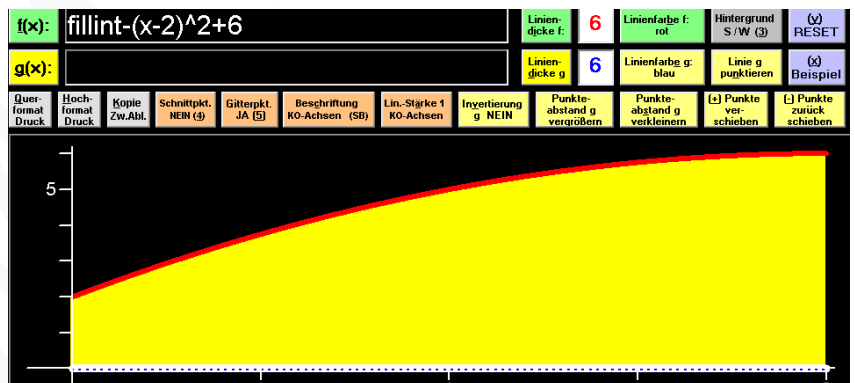 f(x):
fillint-(x-2)^2+6
Linien-
dicke f:
6
Linienfarbe f:
rot
Hintergrund
S / W (3)
(y)
RESET
g(x):
Linien-
dicke g
6
Linienfarbe g:
blau
Linie g
punktieren
(x)
Beispiel
Quer-
format
Druck
Hoch-
format
Druck
Kopie
Zw.Abl.
Schnittpkt.
NEIN (4)
Gitterpkt.
JA (5)
Beschriftung
KO-Achsen (SB)
Lin.-Stärke 1
KO-Achsen
Invertierung
g NEIN
Punkte-
abstand g
vergrößern
Punkte-
abstand g
verkleinern
(+) Punkte
ver-
schieben
(-) Punkte
zurück
schieben
5